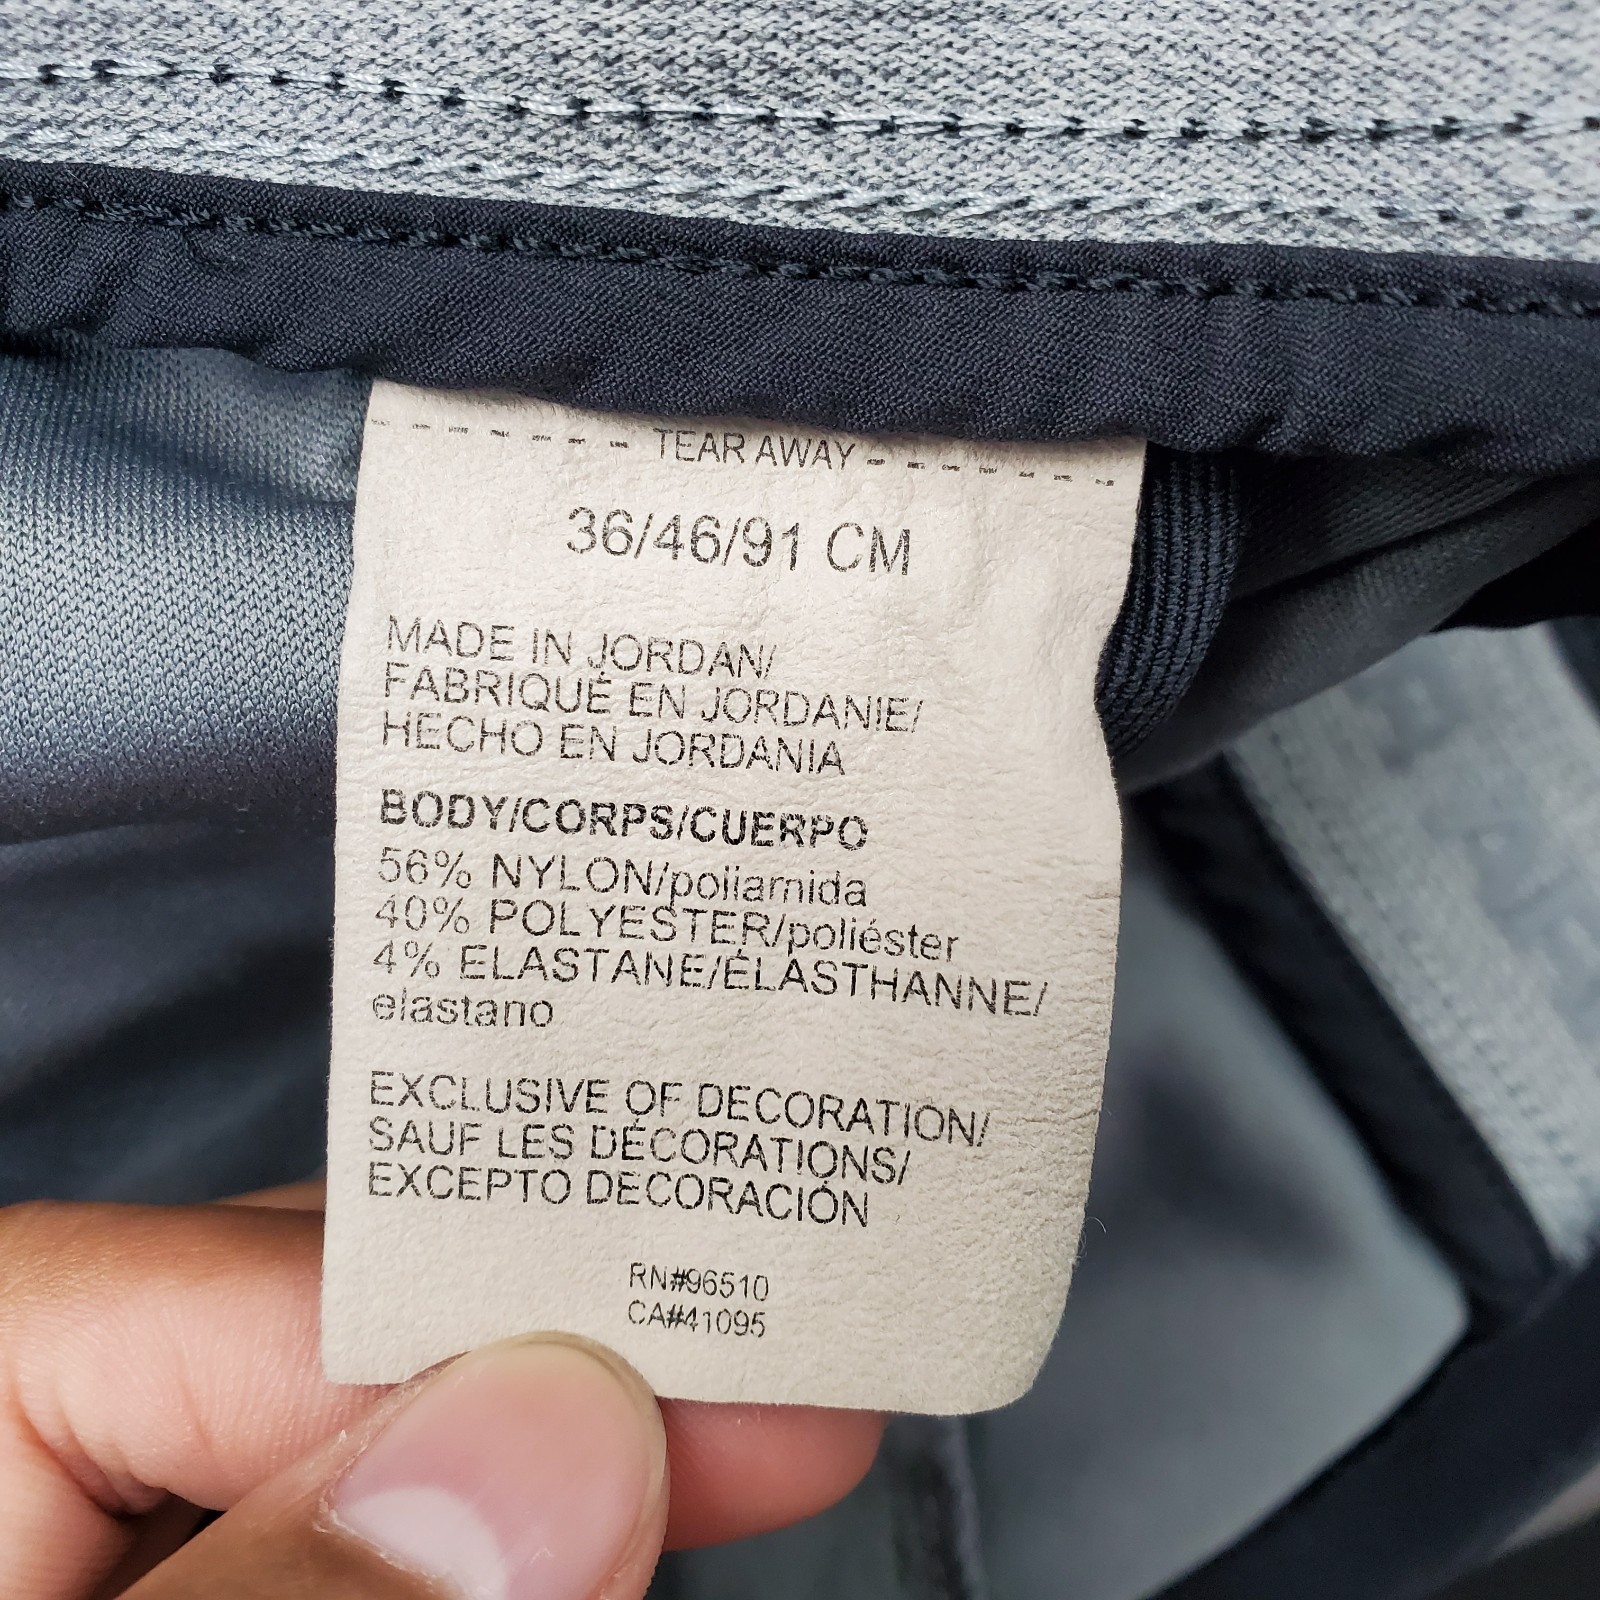 TEAR AWAY
36/46/91 CM
MADE IN JORDAN/
FABRIQUÉ EN JORDANIE/
HECHO EN JORDANIA
BODY/CORPS/CUERPO
56% NYLON/poliamida
40% POLYESTER/poliéster
4% ELASTANE/ÉLASTHANNE/
elastano
EXCLUSIVE OF DECORATION/
SAUF LES DÉCORATIONS/
EXCEPTO DECORACIÓN
RN#96510
CA#41095